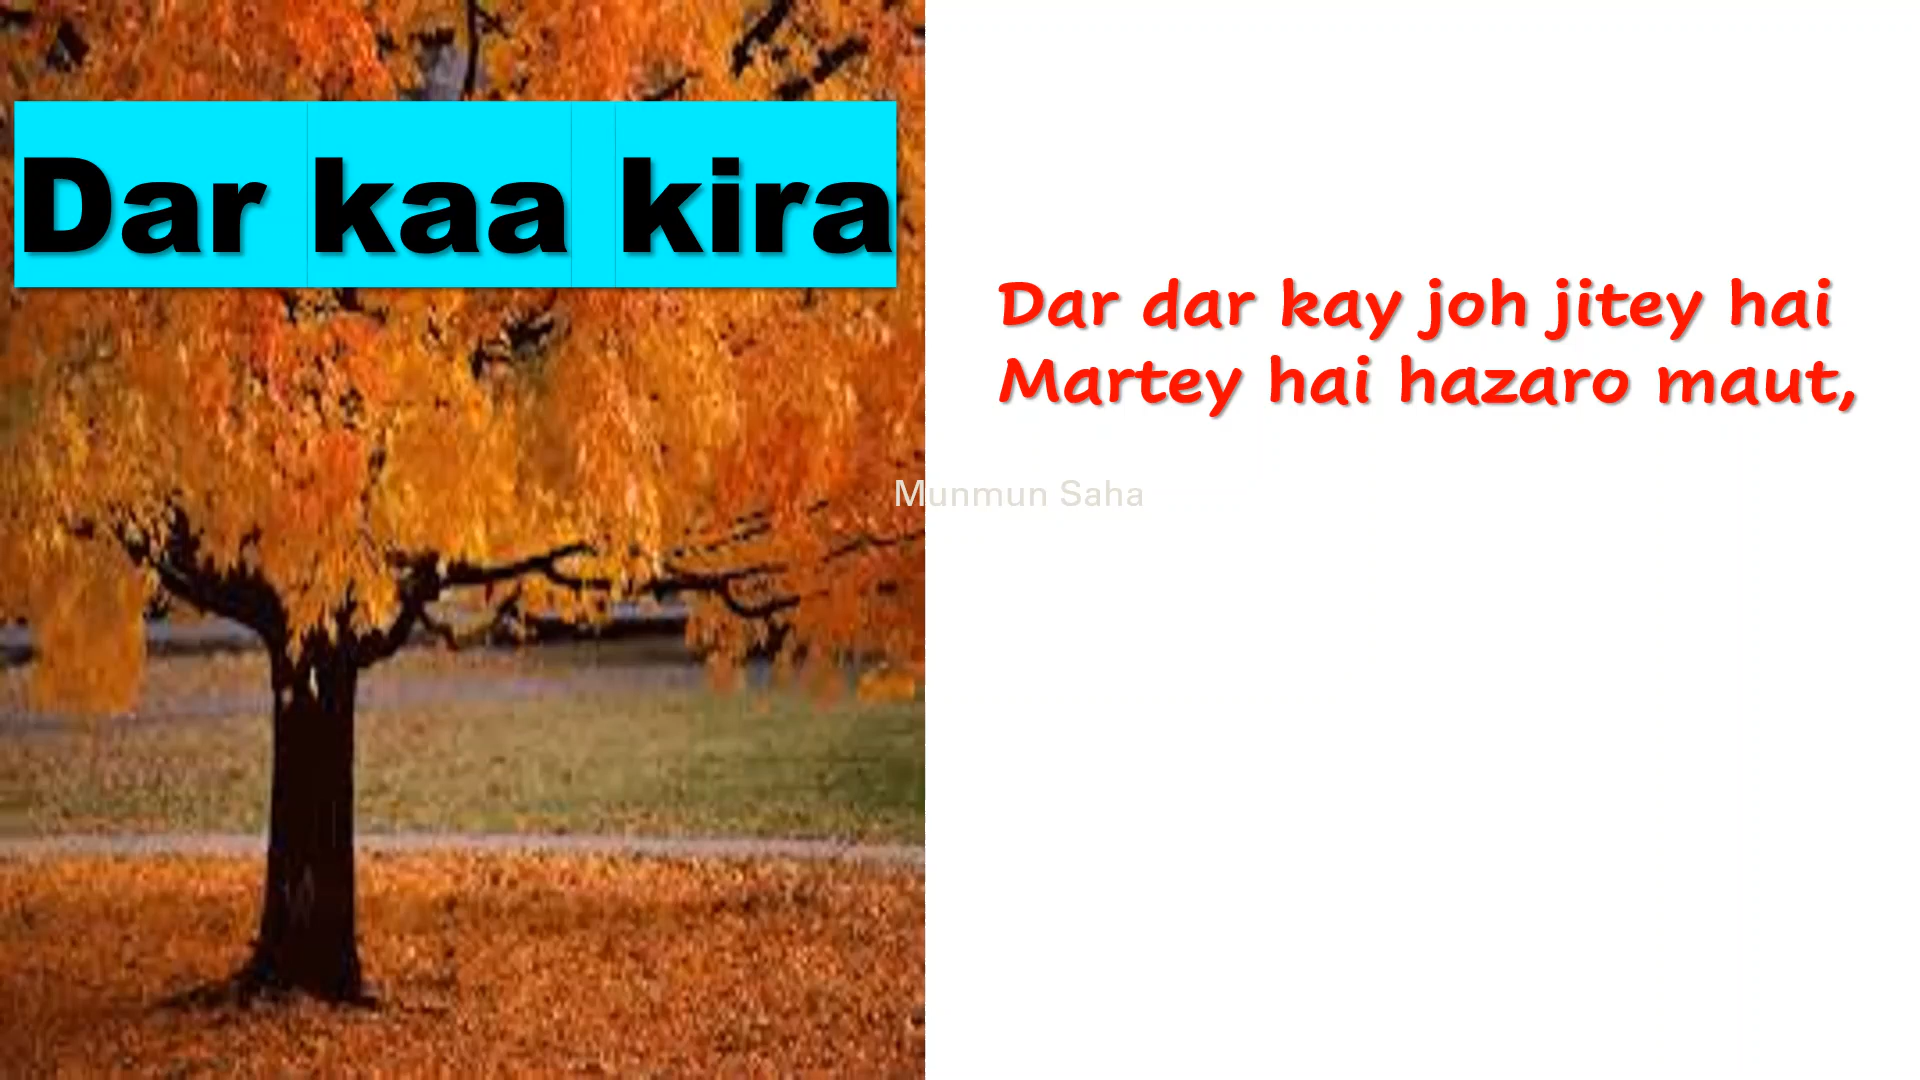 Dar kaa kira
Dar dar kay joh jitey hai
Martey hai hazaro maut,
Munmun Saha